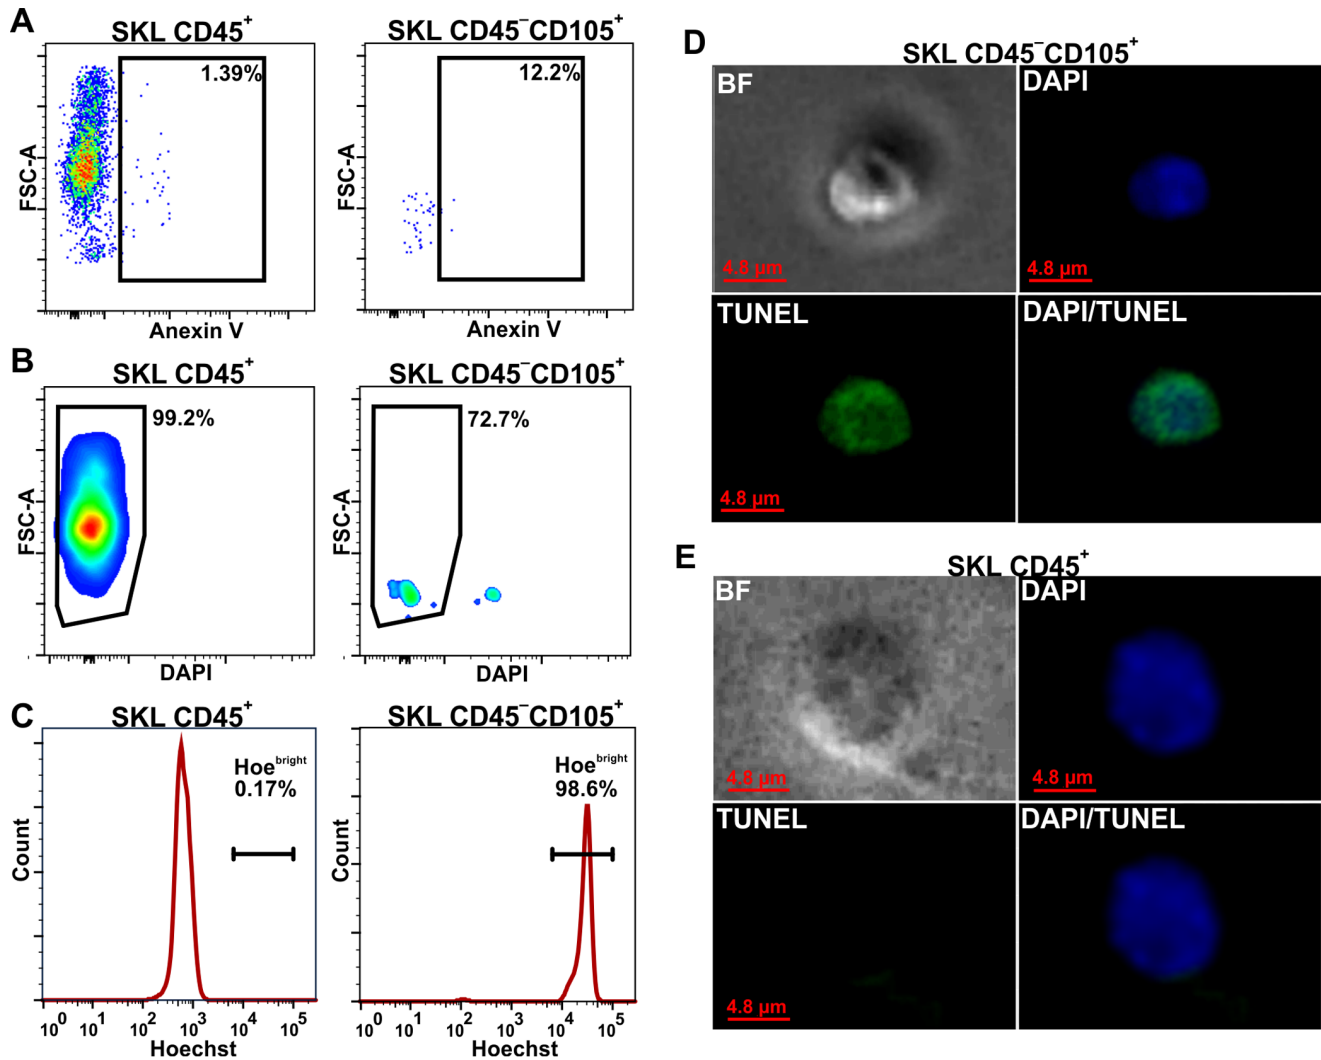 A
SKL CD45+
SKL CD45–CD105+
1.39%
12.2%
FSC-A
FSC-A
Anexin V
Anexin V
B
SKL CD45+
SKL CD45–CD105+
99.2%
72.7%
FSC-A
FSC-A
DAPI
DAPI
C
SKL CD45+
SKL CD45–CD105+
Hoebright
0.17%
Hoebright
98.6%
Count
Count
10^0 10^1 10^2 10^3 10^4 10^5
10^0 10^1 10^2 10^3 10^4 10^5
Hoechst
Hoechst
D
SKL CD45–CD105+
BF
DAPI
4.8 µm
4.8 µm
TUNEL
DAPI/TUNEL
4.8 µm
E
SKL CD45+
BF
DAPI
4.8 µm
4.8 µm
TUNEL
DAPI/TUNEL
4.8 µm